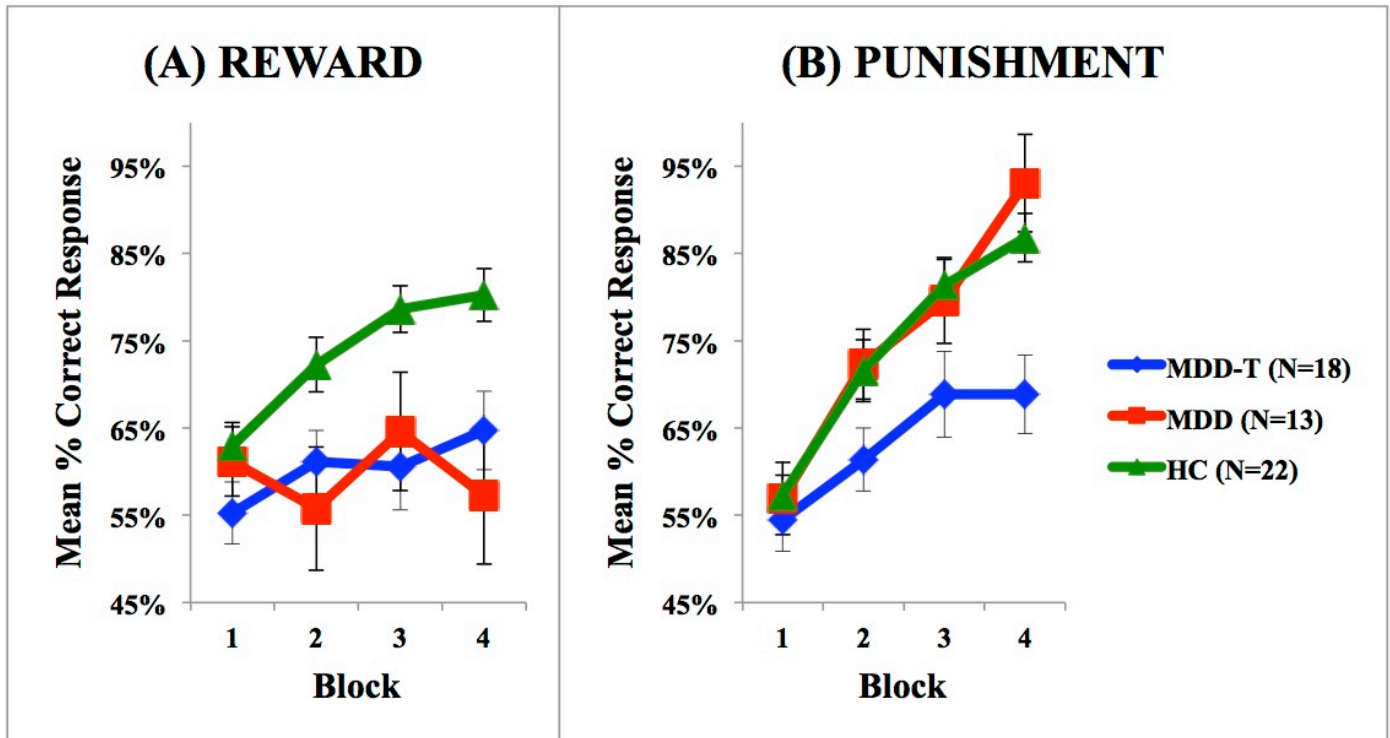 (A) REWARD
Mean % Correct Response
95%
85%
75%
65%
55%
45%
1 2 3 4
Block
(B) PUNISHMENT
Mean % Correct Response
95%
85%
75%
65%
55%
45%
1 2 3 4
Block
MDD-T (N=18)
MDD (N=13)
HC (N=22)